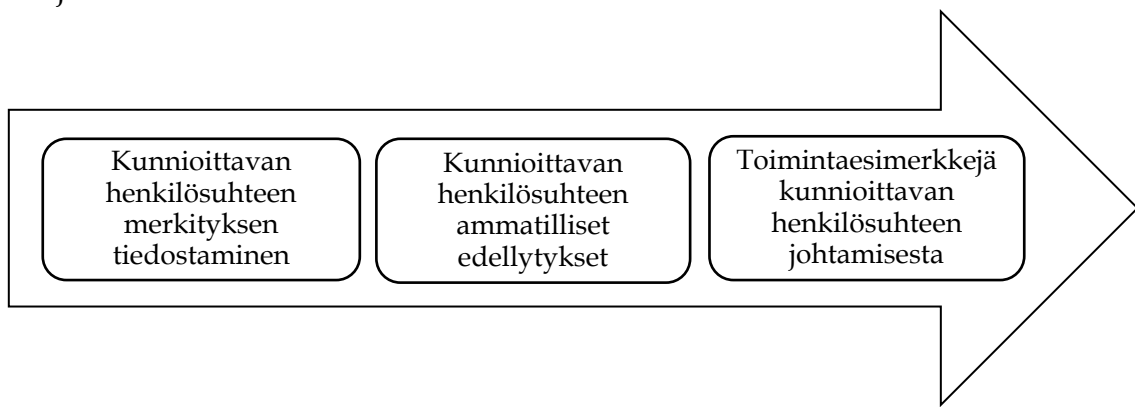 Kunnioittavan
henkilösuhteen
merkityksen
tiedostaminen
Kunnioittavan
henkilösuhteen
ammatilliset
edellytykset
Toimintaesimerkkejä
kunnioittavan
henkilösuhteen
johtamisesta